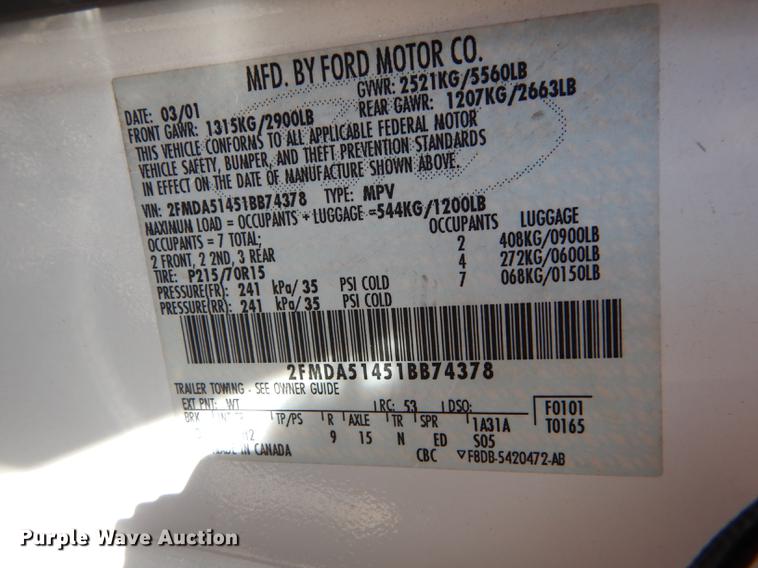 MFD. BY FORD MOTOR CO.
DATE: 03/01 GVWR: 2521KG/5560LB
FRONT GAWR: 1315KG/2900LB REAR GAWR: 1207KG/2663LB
THIS VEHICLE CONFORMS TO ALL APPLICABLE FEDERAL MOTOR
VEHICLE SAFETY, BUMPER, AND THEFT PREVENTION STANDARDS
IN EFFECT ON THE DATE OF MANUFACTURE SHOWN ABOVE.
VIN: 2FMDA51451BB74378 TYPE: MPV
MAXIMUM LOAD = OCCUPANTS + LUGGAGE =544KG/1200LB
OCCUPANTS = 7 TOTAL; OCCUPANTS LUGGAGE
2 FRONT, 2 2ND, 3 REAR 2 408KG/0900LB
TIRE: P215/70R15 4 272KG/0600LB
PRESSURE(FR): 241 kPa/ 35 PSI COLD 7 068KG/0150LB
PRESSURE(RR): 241 kPa/ 35 PSI COLD
2FMDA51451BB74378
TRAILER TOWING - SEE OWNER GUIDE
EXT PNT: WT RC: 53 DSO: F0101
BRK TP/PS R AXLE TR SPR 1A31A T0165
9 15 N ED S05
IN CANADA CBC ▽F8DB-5420472-AB
Purple Wave Auction